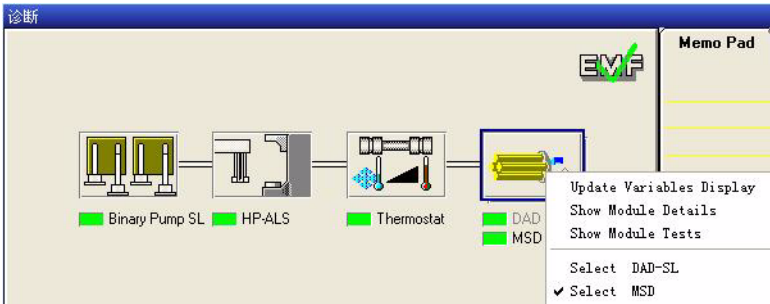 诊断
Memo Pad
EMF
Binary Pump SL
HP-ALS
Thermostat
DAD
MSD
Update Variables Display
Show Module Details
Show Module Tests
Select DAD-SL
Select MSD